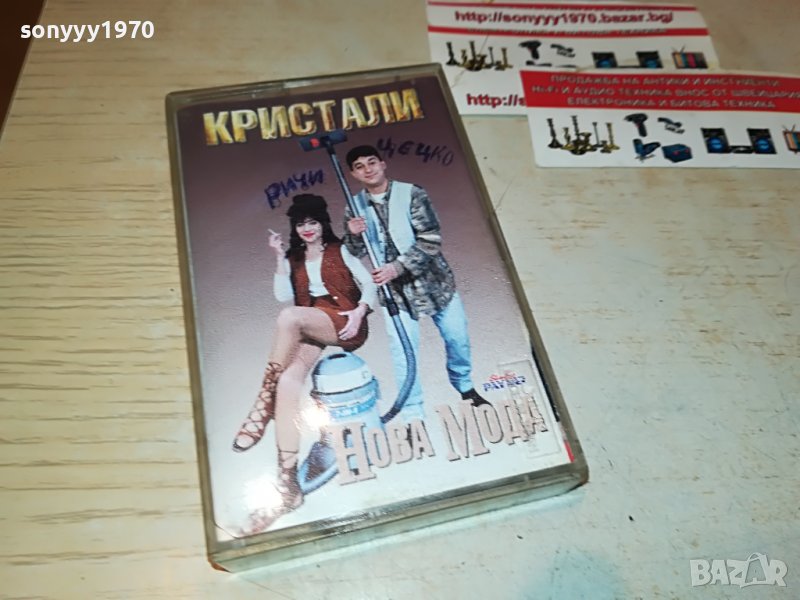 sonyyy1970
http://sonyyy1970.bazar.bg/
ПРОДАЖБА НА АНТИКИ И ИНСТРУМЕНТИ
Hi-Fi И АУДИО ТЕХНИКА ВНОС ОТ ШВЕЙЦАРИЯ
ЕЛЕКТРОНИКА И БИТОВА ТЕХНИКА
http://s
КРИСТАЛИ
РИЧИ
ЦЕЦКО
PAYNER
НОВА МОДА
BAZAR